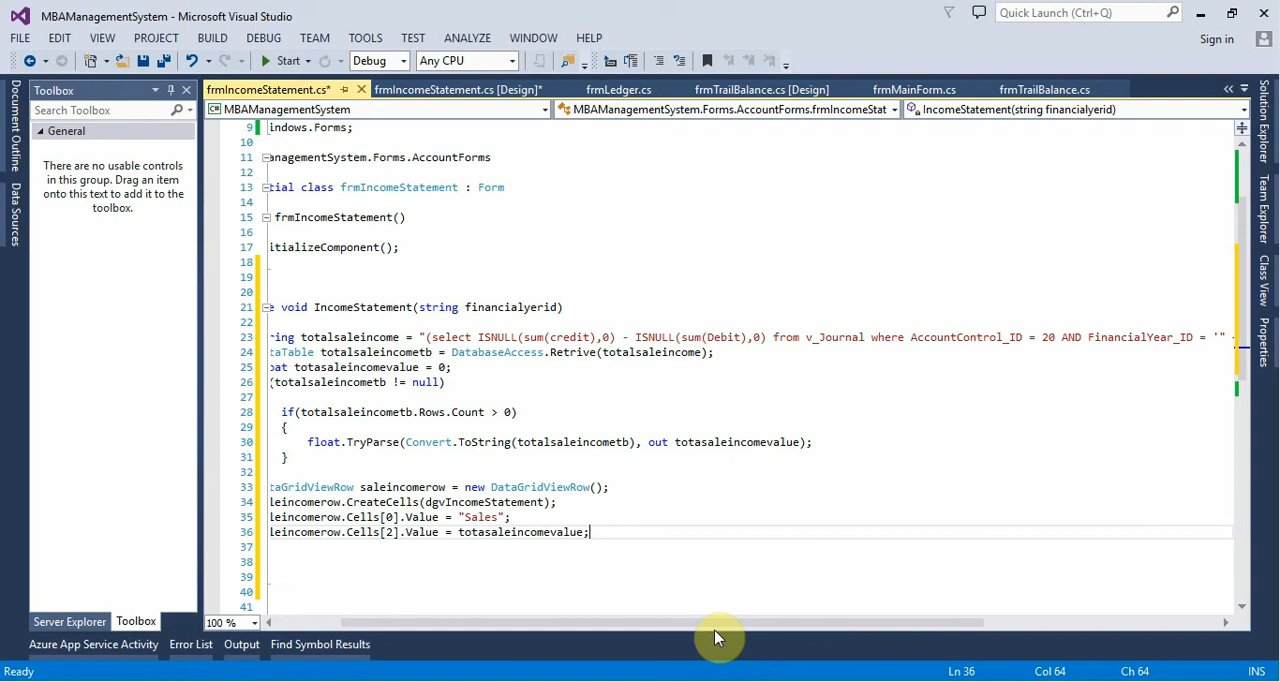 MBAManagementSystem - Microsoft Visual Studio
Quick Launch (Ctrl+Q)
FILE EDIT VIEW PROJECT BUILD DEBUG TEAM TOOLS TEST ANALYZE WINDOW HELP
Sign in
Start Debug Any CPU
Document Outline
Data Sources
Toolbox
Search Toolbox
General
There are no usable controls
in this group. Drag an item
onto this text to add it to the
toolbox.
frmIncomeStatement.cs* frmIncomeStatement.cs [Design]* frmLedger.cs frmTrailBalance.cs [Design] frmMainForm.cs frmTrailBalance.cs
MBAManagementSystem MBAManagementSystem.Forms.AccountForms.frmIncomeStat IncomeStatement(string financialyerid)
9 indows.Forms;
10
11 anagementSystem.Forms.AccountForms
12
13 tial class frmIncomeStatement : Form
14
15 frmIncomeStatement()
16
17 itializeComponent();
18
19
20
21 e void IncomeStatement(string financialyerid)
22
23 ring totalsaleincome = "(select ISNULL(sum(credit),0) - ISNULL(sum(Debit),0) from v_Journal where AccountControl_ID = 20 AND FinancialYear_ID = '"
24 taTable totalsaleincometb = DatabaseAccess.Retrive(totalsaleincome);
25 oat totasaleincomevalue = 0;
26 (totalsaleincometb != null)
27
28 if(totalsaleincometb.Rows.Count > 0)
29 {
30 float.TryParse(Convert.ToString(totalsaleincometb), out totasaleincomevalue);
31 }
32
33 taGridViewRow saleincomerow = new DataGridViewRow();
34 leincomerow.CreateCells(dgvIncomeStatement);
35 leincomerow.Cells[0].Value = "Sales";
36 leincomerow.Cells[2].Value = totasaleincomevalue;
37
38
39
40
41
100 %
Solution Explorer
Team Explorer
Class View
Properties
Server Explorer Toolbox
Azure App Service Activity Error List Output Find Symbol Results
Ready Ln 36 Col 64 Ch 64 INS